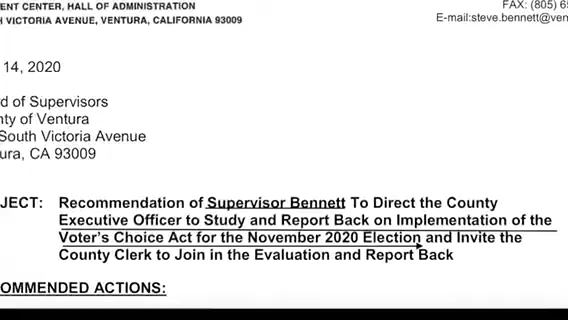 ENT CENTER, HALL OF ADMINISTRATION
VICTORIA AVENUE, VENTURA, CALIFORNIA 93009
FAX: (805) 65
E-mail:steve.bennett@ven
14, 2020
d of Supervisors
nty of Ventura
South Victoria Avenue
ura, CA 93009
JECT: Recommendation of Supervisor Bennett To Direct the County
Executive Officer to Study and Report Back on Implementation of the
Voter's Choice Act for the November 2020 Election and Invite the
County Clerk to Join in the Evaluation and Report Back
OMMENDED ACTIONS: